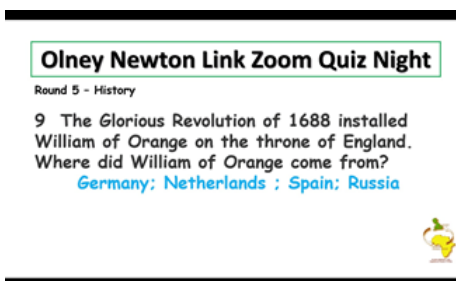 Olney Newton Link Zoom Quiz Night
Round 5 - History
9 The Glorious Revolution of 1688 installed
William of Orange on the throne of England.
Where did William of Orange come from?
Germany; Netherlands ; Spain; Russia